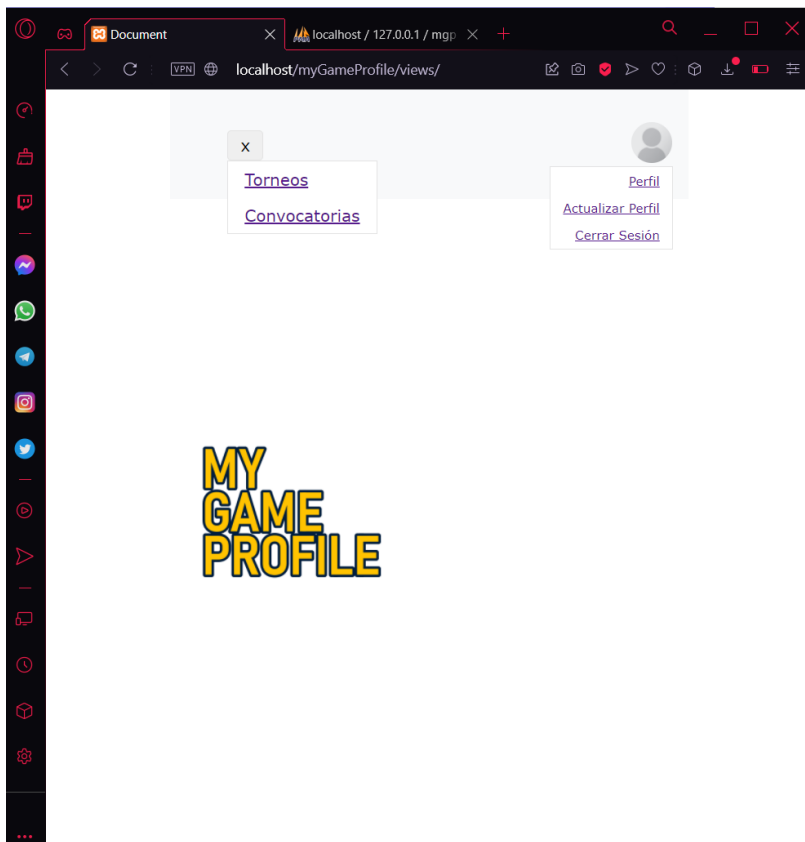 Document
localhost / 127.0.0.1 / mgp
VPN
localhost/myGameProfile/views/
x
Torneos
Convocatorias
Perfil
Actualizar Perfil
Cerrar Sesión
MY
GAME
PROFILE